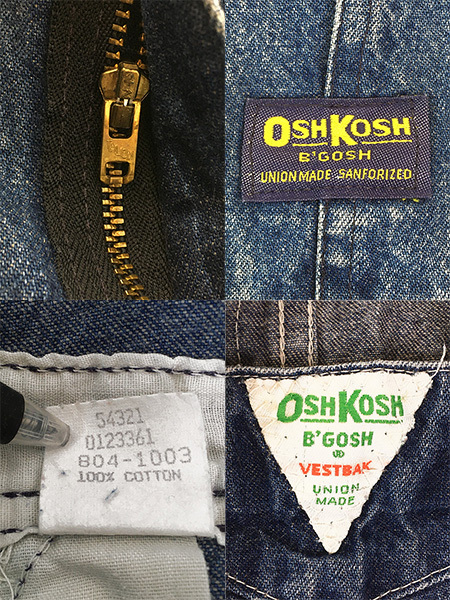 OSHKOSH
B'GOSH
UNION MADE SANFORIZED
54321
0123361
804-1003
100% COTTON
OSHKOSH
B'GOSH
VESTBAK
UNION
MADE